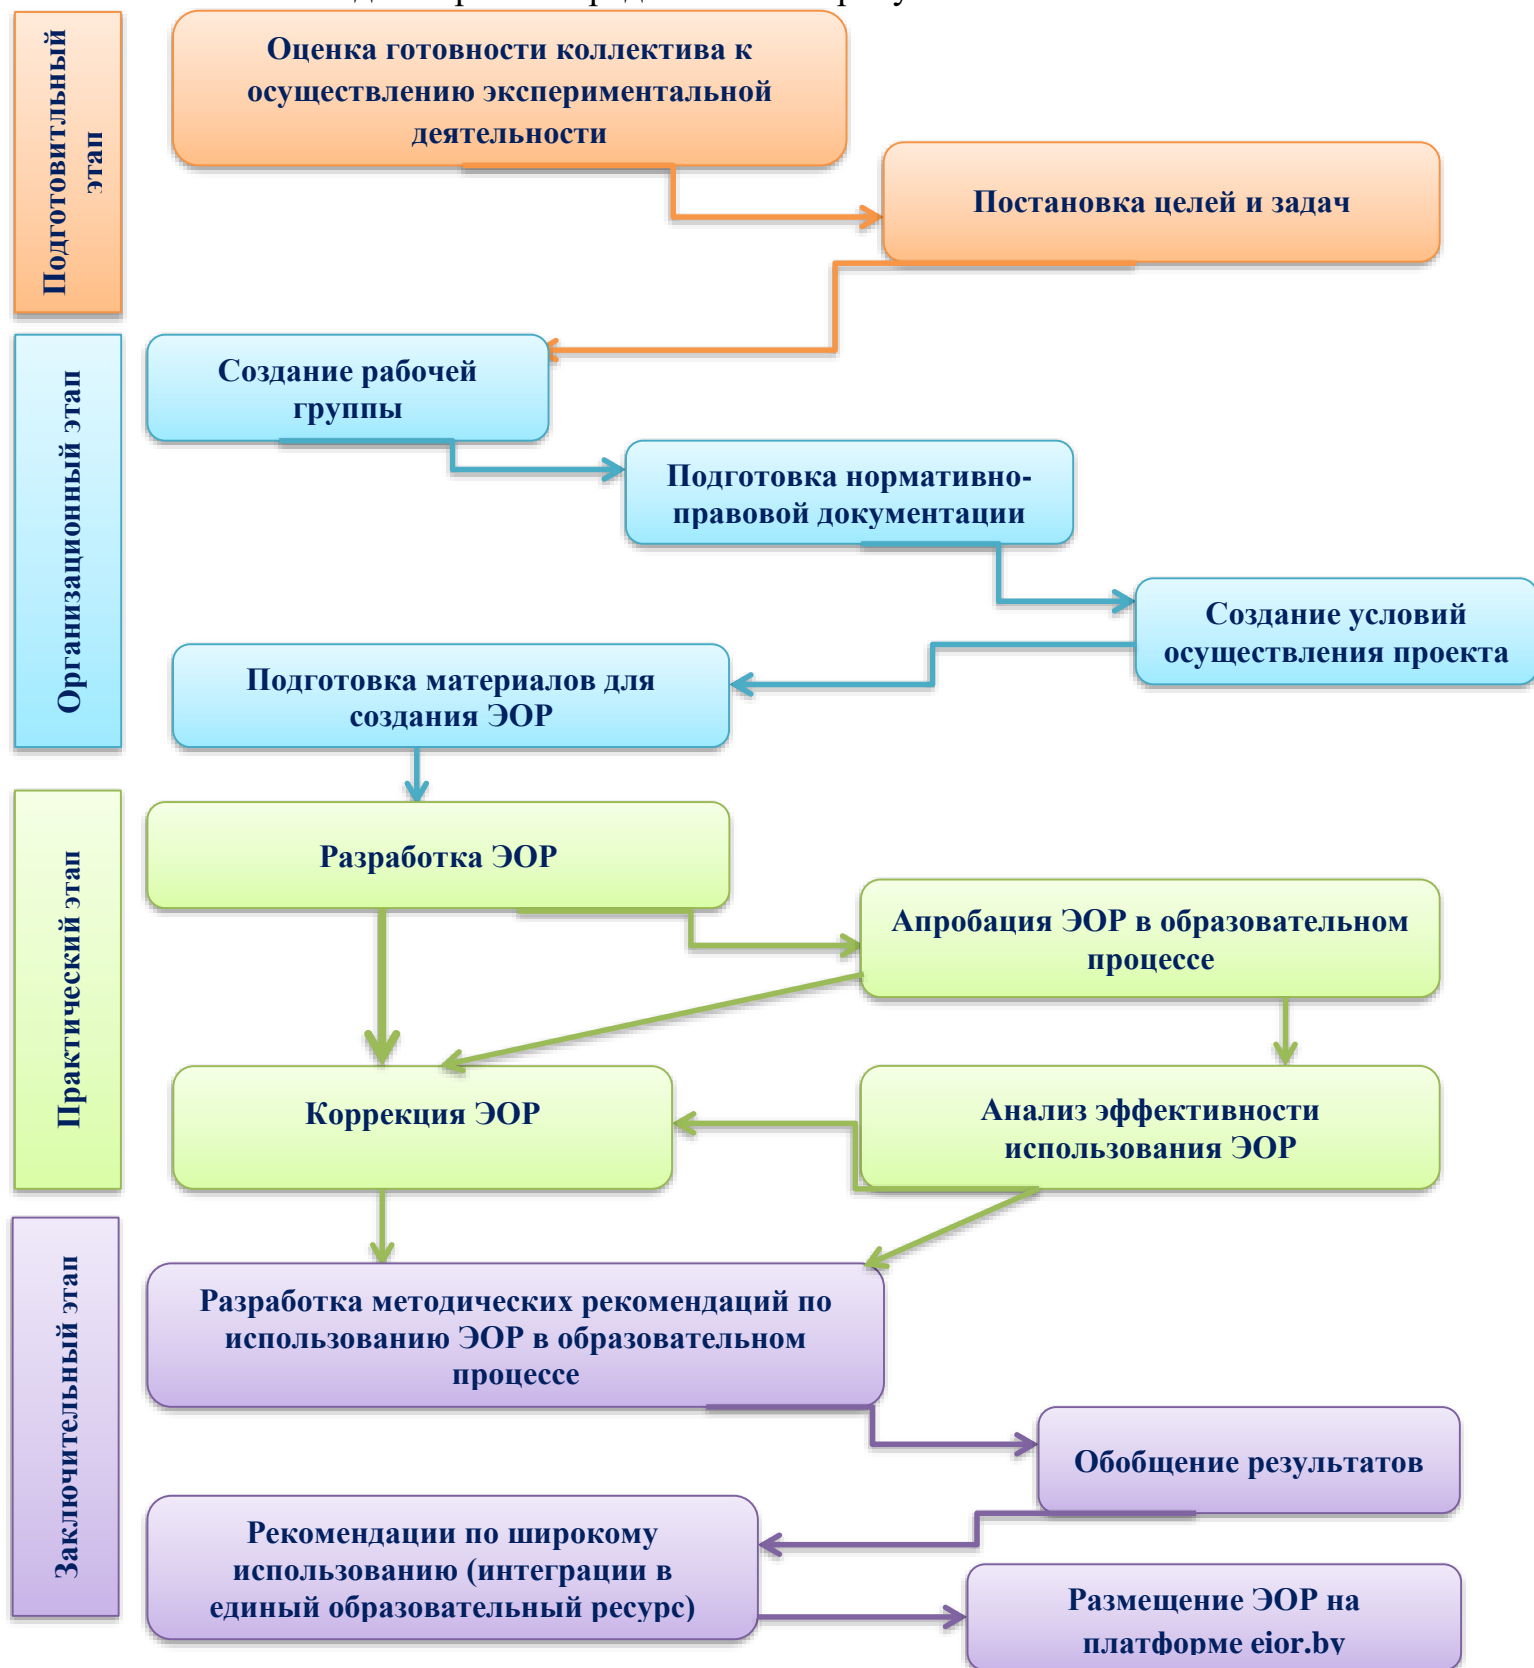 Подготовитльный
этап
Оценка готовности коллектива к
осуществлению экспериментальной
деятельности
Постановка целей и задач
Организационный этап
Создание рабочей
группы
Подготовка нормативно-
правовой документации
Создание условий
осуществления проекта
Подготовка материалов для
создания ЭОР
Практический этап
Разработка ЭОР
Апробация ЭОР в образовательном
процессе
Коррекция ЭОР
Анализ эффективности
использования ЭОР
Заключительный этап
Разработка методических рекомендаций по
использованию ЭОР в образовательном
процессе
Обобщение результатов
Рекомендации по широкому
использованию (интеграции в
единый образовательный ресурс)
Размещение ЭОР на
платформе eior.by